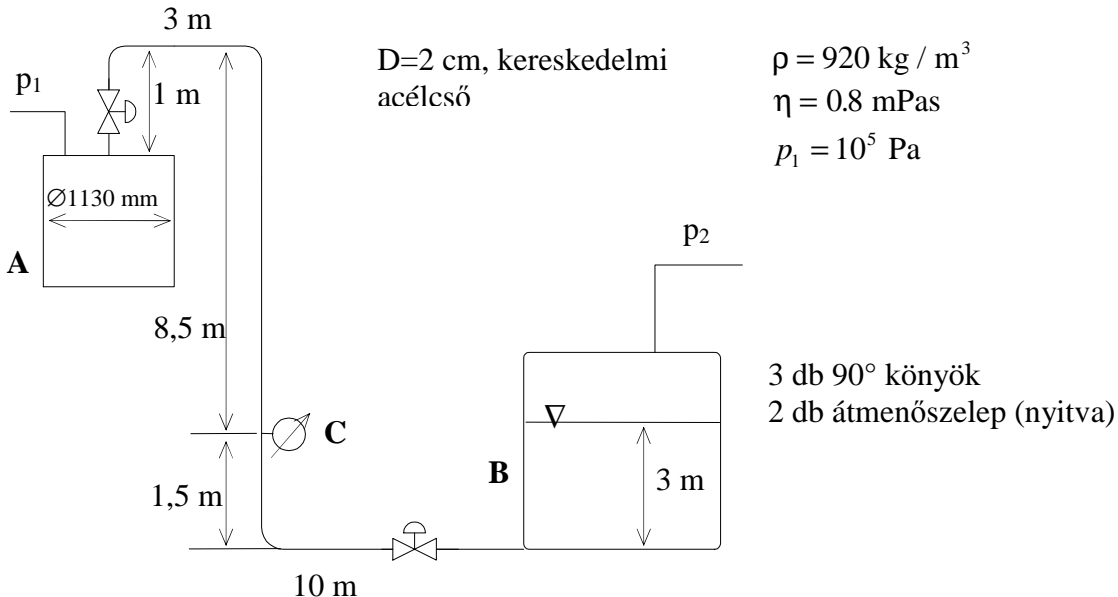 3 m
D=2 cm, kereskedelmi
acélcső
ρ = 920 kg / m³
η = 0.8 mPas
p₁ = 10⁵ Pa
p₁
1 m
∅1130 mm
A
p₂
8,5 m
C
3 db 90° könyök
2 db átmenőszelep (nyitva)
∇
B
3 m
1,5 m
10 m